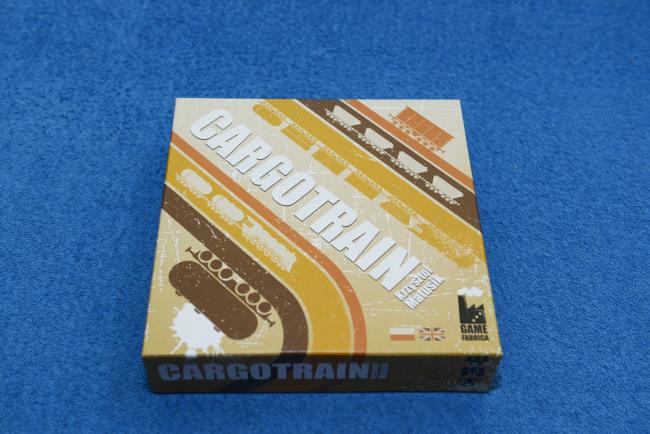 CARGOTRAIN
Krzysztof
Matusik
GAME
FABRICA
CARGOTRAIN